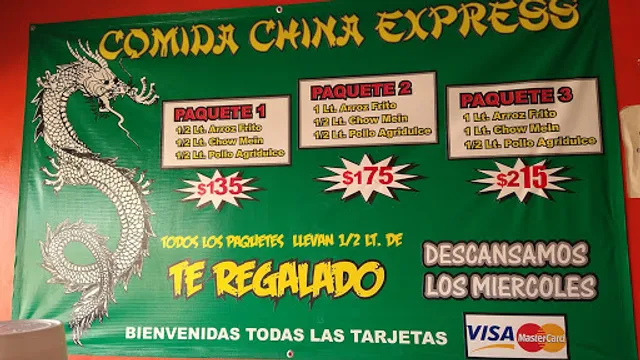 COMIDA CHINA EXPRESS
PAQUETE 1
1/2 Lt. Arroz Frito
1/2 Lt. Chow Mein
1/2 Lt. Pollo Agridulce
$135
PAQUETE 2
1 Lt. Arroz Frito
1/2 Lt. Chow Mein
1/2 Lt. Pollo Agridulce
$175
PAQUETE 3
1 Lt. Arroz Frito
1 Lt. Chow Mein
1/2 Lt. Pollo Agridulce
$215
TODOS LOS PAQUETES LLEVAN 1/2 LT. DE
TE REGALADO
DESCANSAMOS
LOS MIERCOLES
BIENVENIDAS TODAS LAS TARJETAS
VISA MasterCard